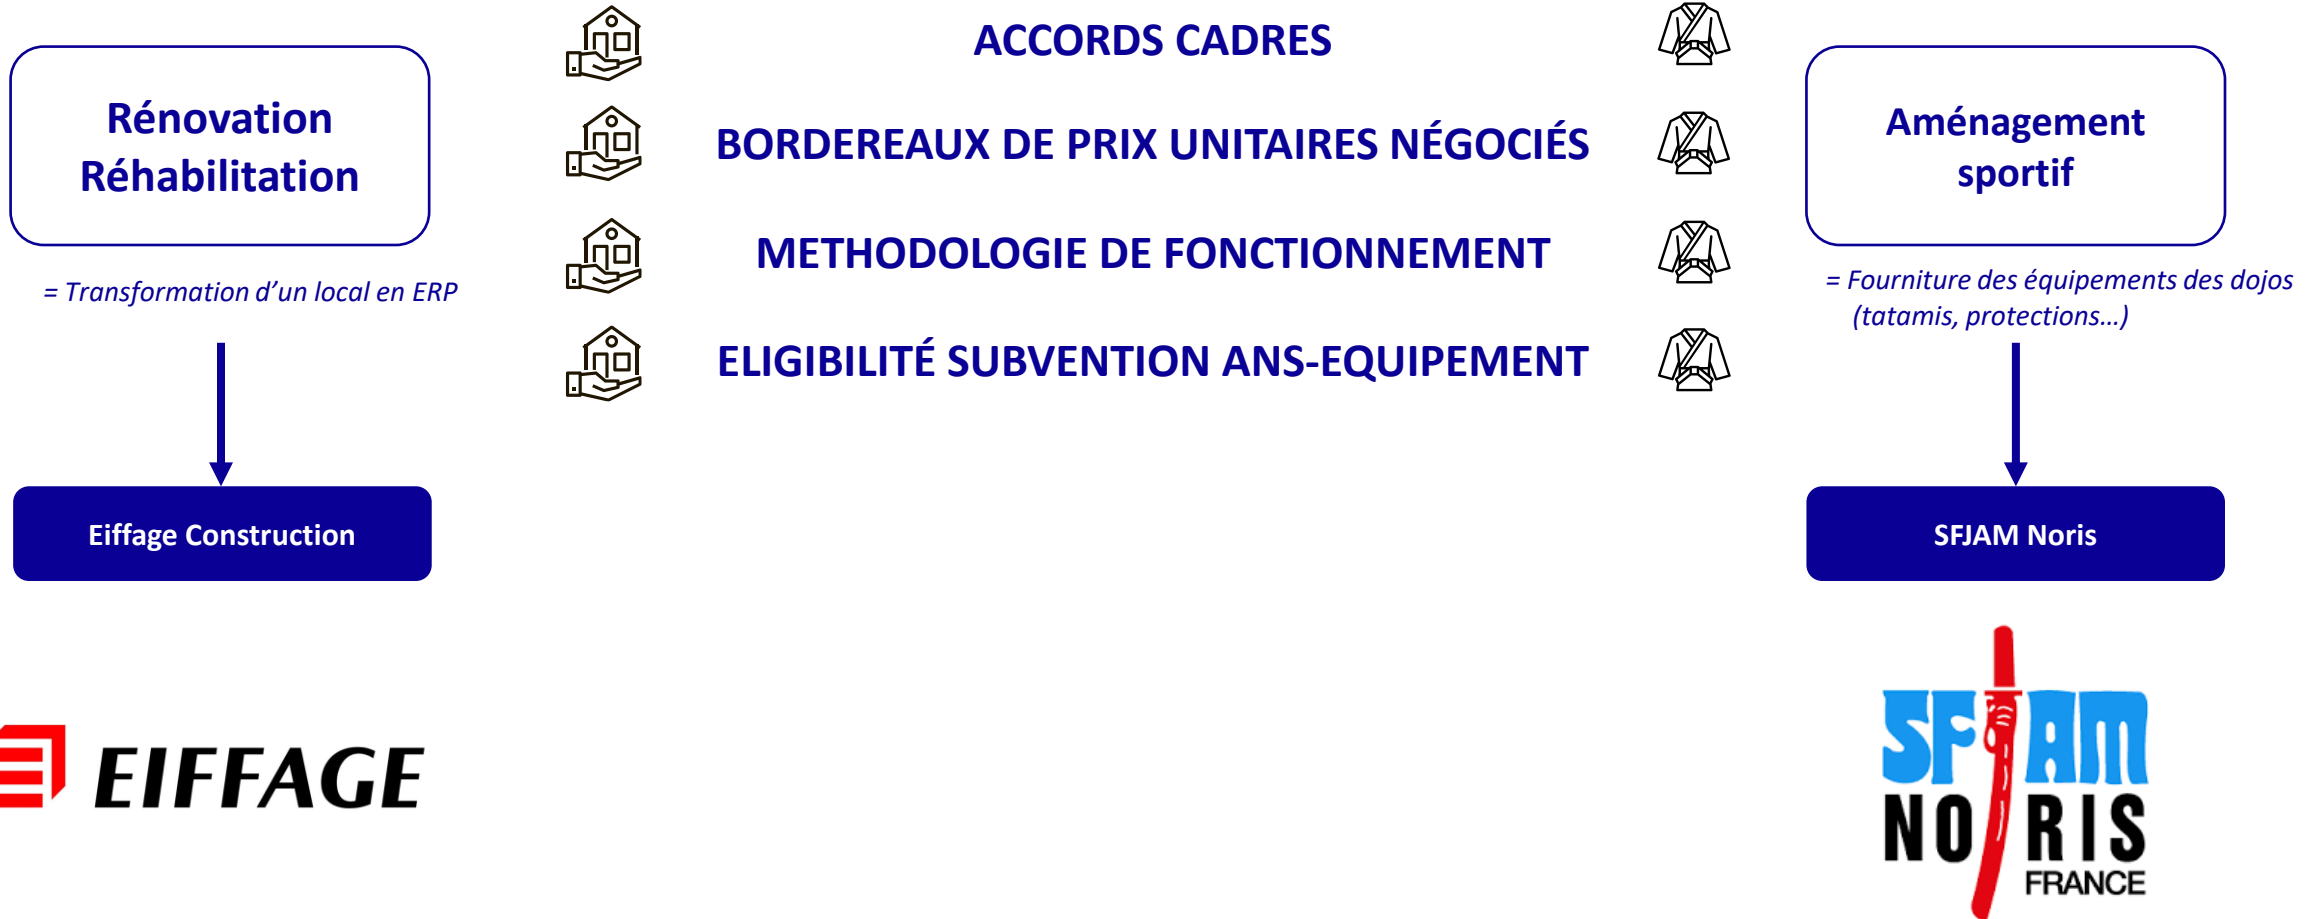 Rénovation
Réhabilitation
= Transformation d'un local en ERP
Eiffage Construction
EIFFAGE
ACCORDS CADRES
BORDEREAUX DE PRIX UNITAIRES NÉGOCIÉS
METHODOLOGIE DE FONCTIONNEMENT
ELIGIBILITÉ SUBVENTION ANS-EQUIPEMENT
Aménagement
sportif
= Fourniture des équipements des dojos
(tatamis, protections...)
SFJAM Noris
SFJAM
NORIS
FRANCE